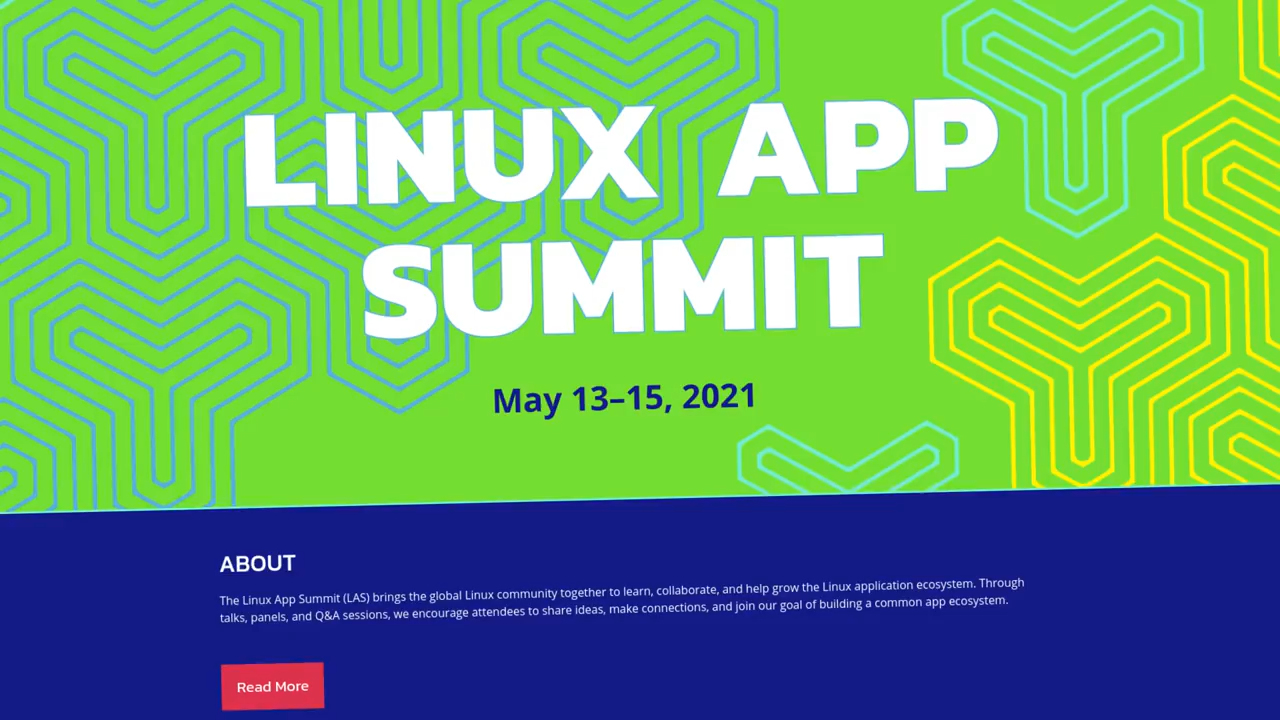 LINUX APP
SUMMIT
May 13–15, 2021
ABOUT
The Linux App Summit (LAS) brings the global Linux community together to learn, collaborate, and help grow the Linux application ecosystem. Through
talks, panels, and Q&A sessions, we encourage attendees to share ideas, make connections, and join our goal of building a common app ecosystem.
Read More